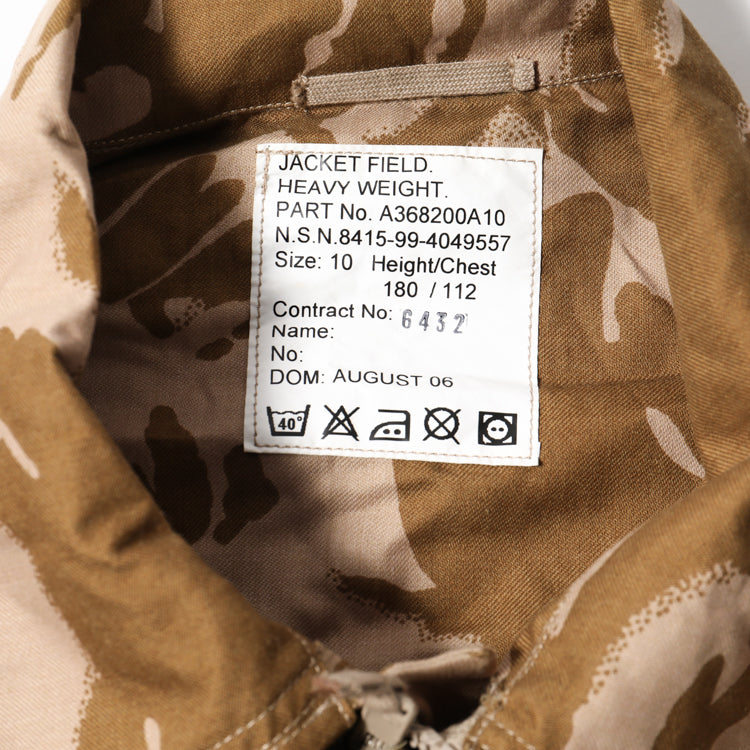 JACKET FIELD.
HEAVY WEIGHT.
PART No. A368200A10
N.S.N.8415-99-4049557
Size: 10 Height/Chest
180 / 112
Contract No: 6432
Name:
No:
DOM: AUGUST 06
40°